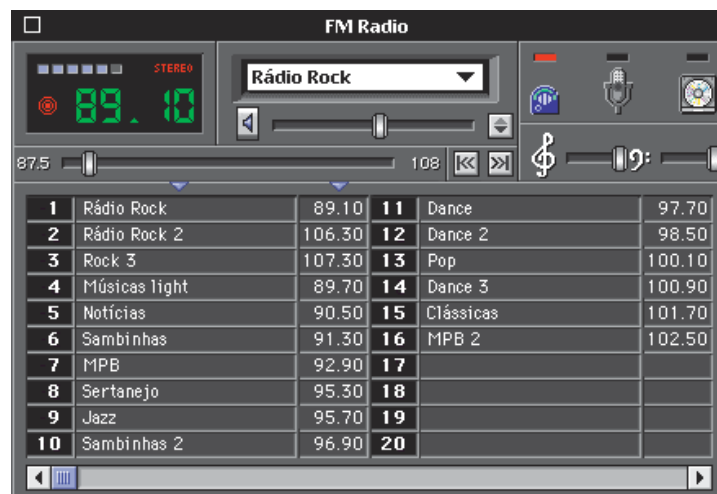 FM Radio
STEREO
89.10
Rádio Rock
87.5 108
1 Rádio Rock 89.10 11 Dance 97.70
2 Rádio Rock 2 106.30 12 Dance 2 98.50
3 Rock 3 107.30 13 Pop 100.10
4 Músicas light 89.70 14 Dance 3 100.90
5 Notícias 90.50 15 Clássicas 101.70
6 Sambinhas 91.30 16 MPB 2 102.50
7 MPB 92.90 17
8 Sertanejo 95.30 18
9 Jazz 95.70 19
10 Sambinhas 2 96.90 20